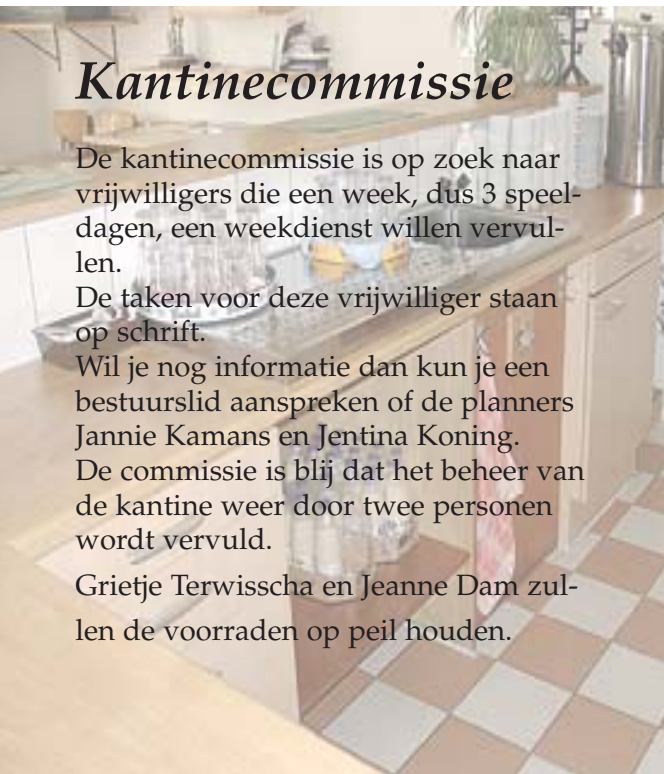 Kantinecommissie
De kantinecommissie is op zoek naar
vrijwilligers die een week, dus 3 speel-
dagen, een weekdienst willen vervul-
len.
De taken voor deze vrijwilliger staan
op schrift.
Wil je nog informatie dan kun je een
bestuurslid aanspreken of de planners
Jannie Kamans en Jentina Koning.
De commissie is blij dat het beheer van
de kantine weer door twee personen
wordt vervuld.
Grietje Terwisscha en Jeanne Dam zul-
len de voorraden op peil houden.